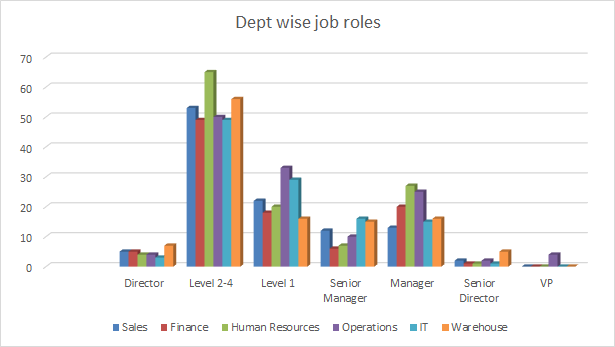 Dept wise job roles
70
60
50
40
30
20
10
0
Director Level 2-4 Level 1 Senior Manager Manager Senior Director VP
Sales Finance Human Resources Operations IT Warehouse